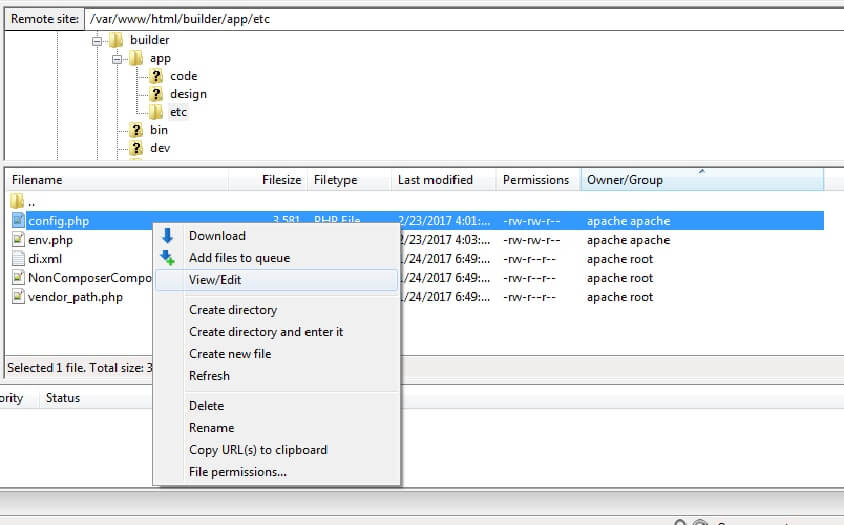 Remote site: /var/www/html/builder/app/etc
builder
app
? code
? design
etc
? bin
? dev
Filename Filesize Filetype Last modified Permissions Owner/Group
..
config.php 3,581 PHP File 2/23/2017 4:01:... -rw-rw-r-- apache apache
env.php 2/23/2017 4:03:... -rw-rw-r-- apache apache
di.xml 1/24/2017 6:49:... -rw-r--r-- apache root
NonComposerCompo 1/24/2017 6:49:... -rw-r--r-- apache root
vendor_path.php 1/24/2017 6:49:... -rw-r--r-- apache root
Download
Add files to queue
View/Edit
Create directory
Create directory and enter it
Create new file
Refresh
Delete
Rename
Copy URL(s) to clipboard
File permissions...
Selected 1 file. Total size: 3
ority Status